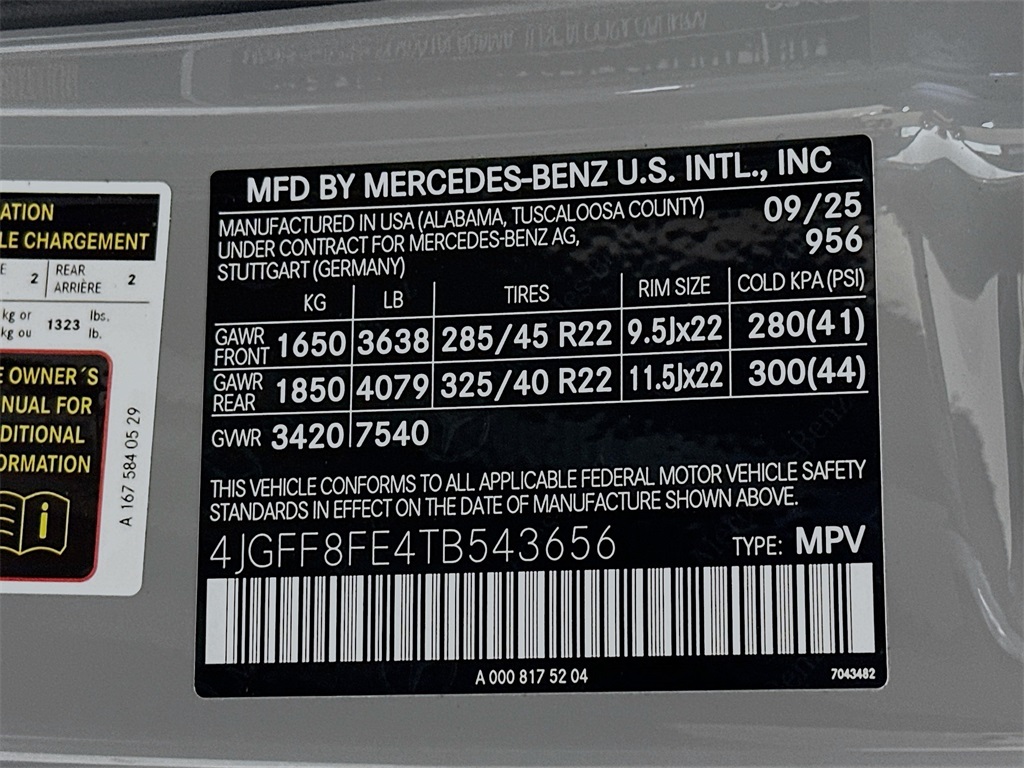 ATION
LE CHARGEMENT
2 REAR ARRIÈRE 2
kg or
kg ou 1323 lbs. lb.
E OWNER´S
NUAL FOR
DITIONAL
ORMATION
i
A 167 584 05 29
MFD BY MERCEDES-BENZ U.S. INTL., INC
MANUFACTURED IN USA (ALABAMA, TUSCALOOSA COUNTY) 09/25
UNDER CONTRACT FOR MERCEDES-BENZ AG, 956
STUTTGART (GERMANY)
KG LB TIRES RIM SIZE COLD KPA (PSI)
GAWR FRONT 1650 3638 285/45 R22 9.5Jx22 280(41)
GAWR REAR 1850 4079 325/40 R22 11.5Jx22 300(44)
GVWR 3420 7540
THIS VEHICLE CONFORMS TO ALL APPLICABLE FEDERAL MOTOR VEHICLE SAFETY
STANDARDS IN EFFECT ON THE DATE OF MANUFACTURE SHOWN ABOVE.
4JGFF8FE4TB543656 TYPE: MPV
A 000 817 52 04 7043482